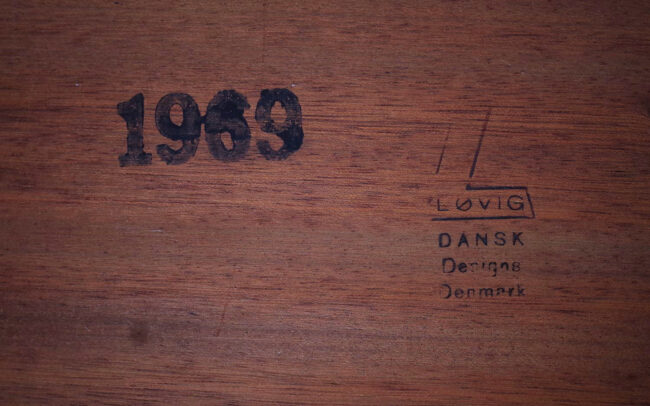 1969
LØVIG
DANSK
Designs
Denmark